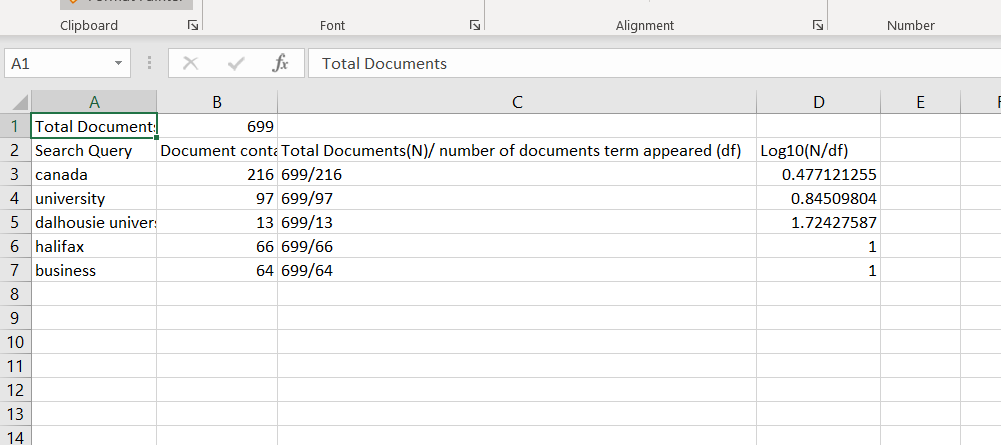 Clipboard Font Alignment Number
A1 fx Total Documents
A B C D E
1 Total Document 699
2 Search Query Document conta Total Documents(N)/ number of documents term appeared (df) Log10(N/df)
3 canada 216 699/216 0.477121255
4 university 97 699/97 0.84509804
5 dalhousie univer 13 699/13 1.72427587
6 halifax 66 699/66 1
7 business 64 699/64 1
8
9
10
11
12
13
14